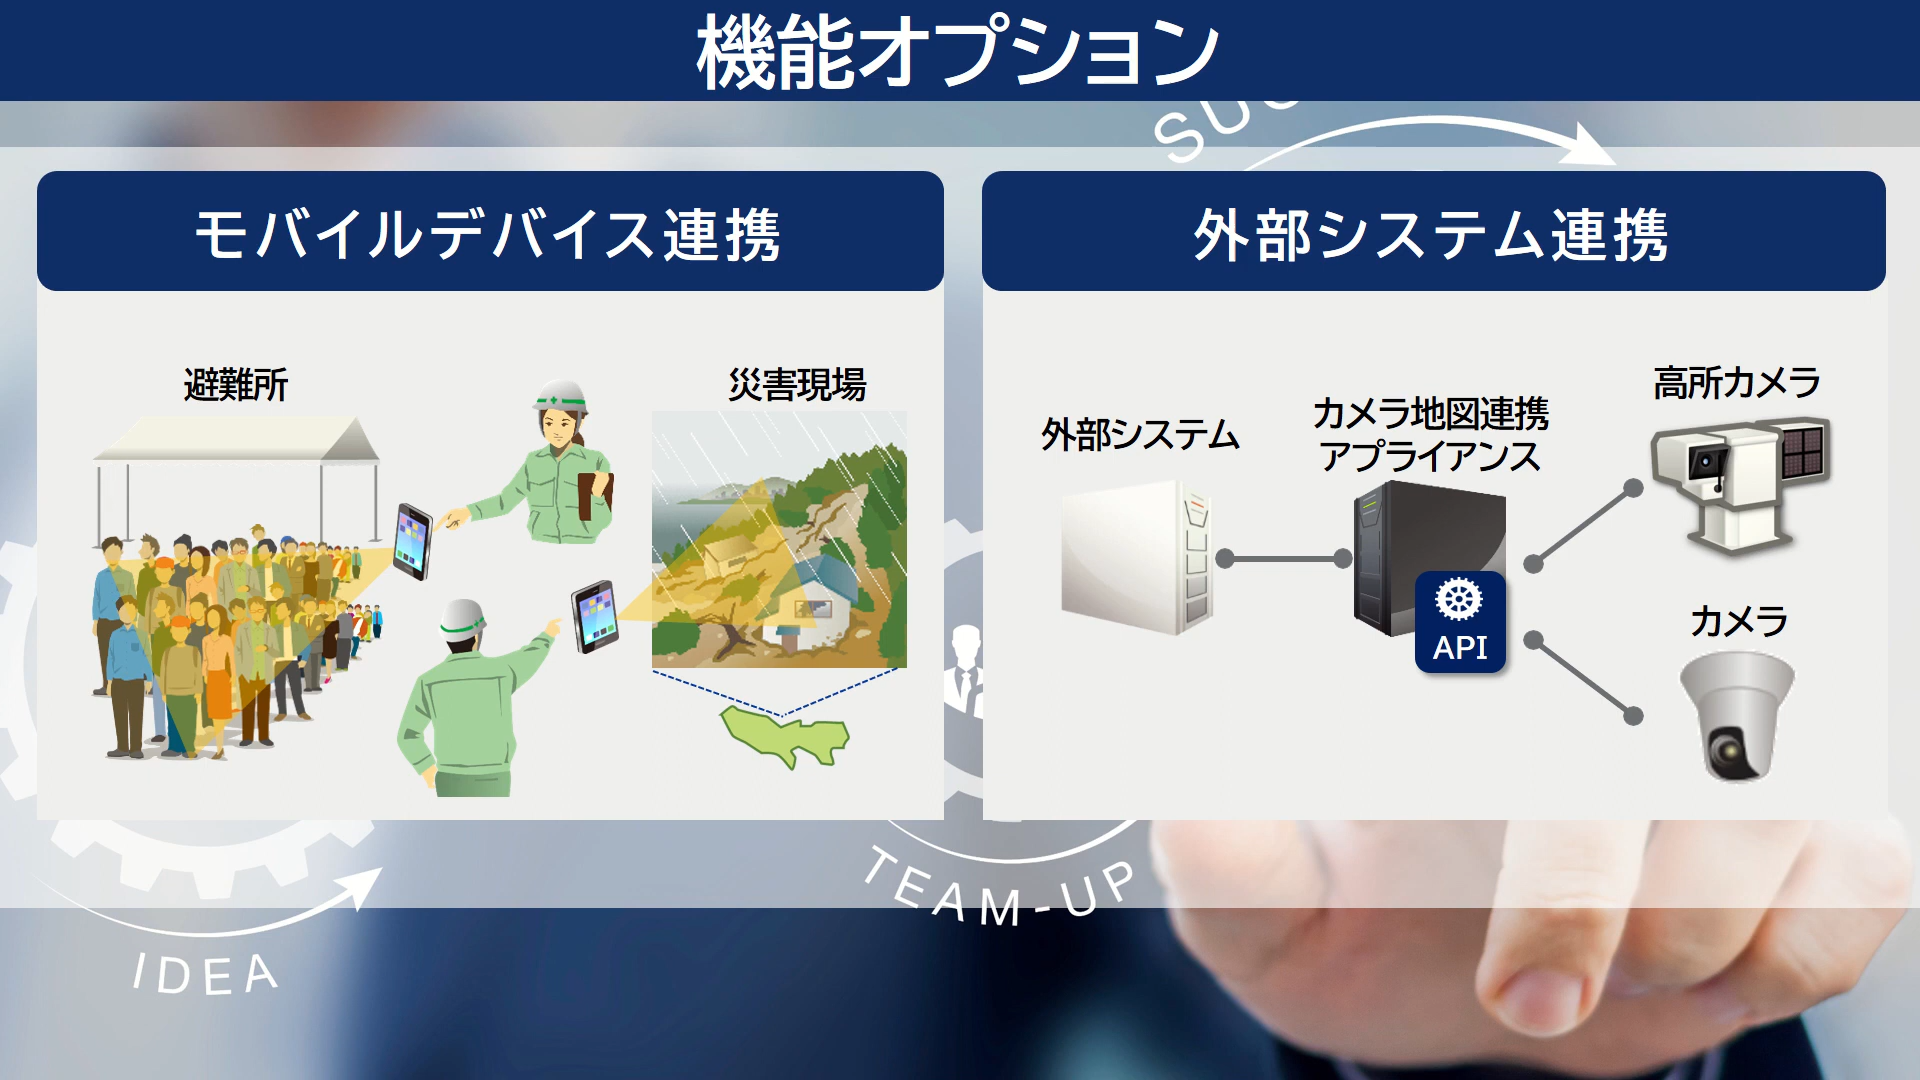 機能オプション
モバイルデバイス連携
避難所
災害現場
外部システム連携
外部システム
カメラ地図連携
アプライアンス
API
高所カメラ
カメラ
TEAM-UP
IDEA